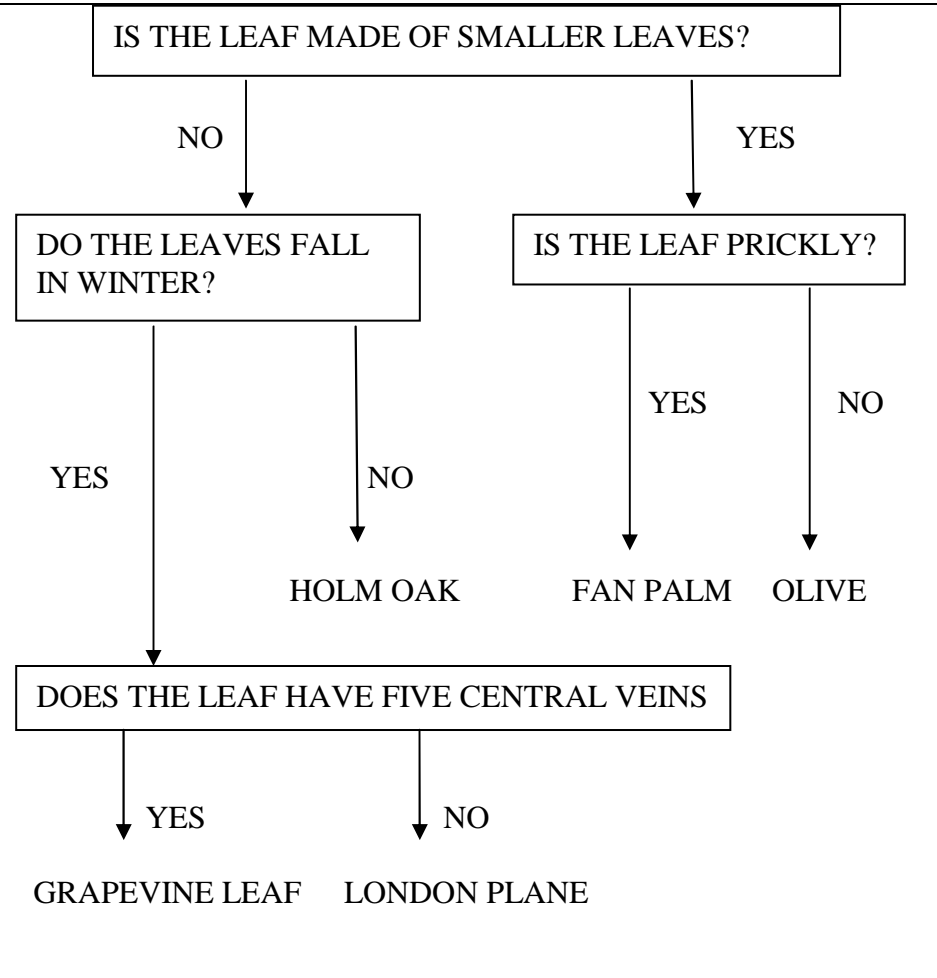 IS THE LEAF MADE OF SMALLER LEAVES?
NO
YES
DO THE LEAVES FALL
IN WINTER?
IS THE LEAF PRICKLY?
YES
NO
YES
NO
HOLM OAK
FAN PALM
OLIVE
DOES THE LEAF HAVE FIVE CENTRAL VEINS
YES
NO
GRAPEVINE LEAF
LONDON PLANE